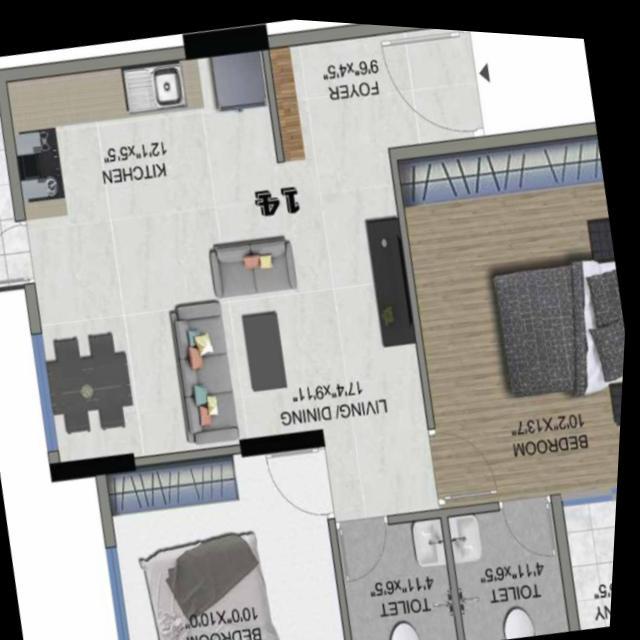 FOYER
9'6"x4'5"
KITCHEN
12'1"x5'5"
14
LIVING/ DINING
17'4"x9'11"
BEDROOM
10'2"X13'7"
TOILET
4'11"x6'5"
TOILET
4'11"x6'5"
BEDROOM
10'0"X10'0"